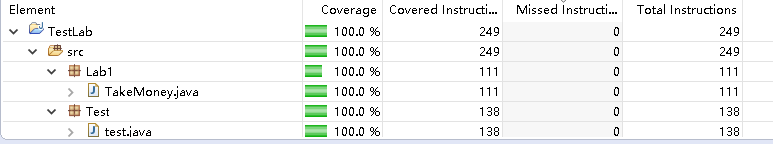 Element Coverage Covered Instructi... Missed Instructi... Total Instructions
TestLab 100.0 % 249 0 249
src 100.0 % 249 0 249
Lab1 100.0 % 111 0 111
TakeMoney.java 100.0 % 111 0 111
Test 100.0 % 138 0 138
test.java 100.0 % 138 0 138